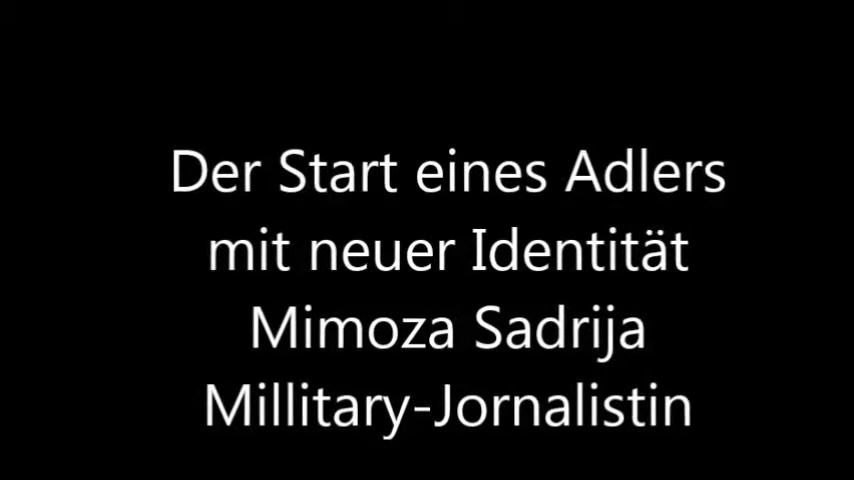 Der Start eines Adlers
mit neuer Identität
Mimoza Sadrija
Millitary-Jornalistin